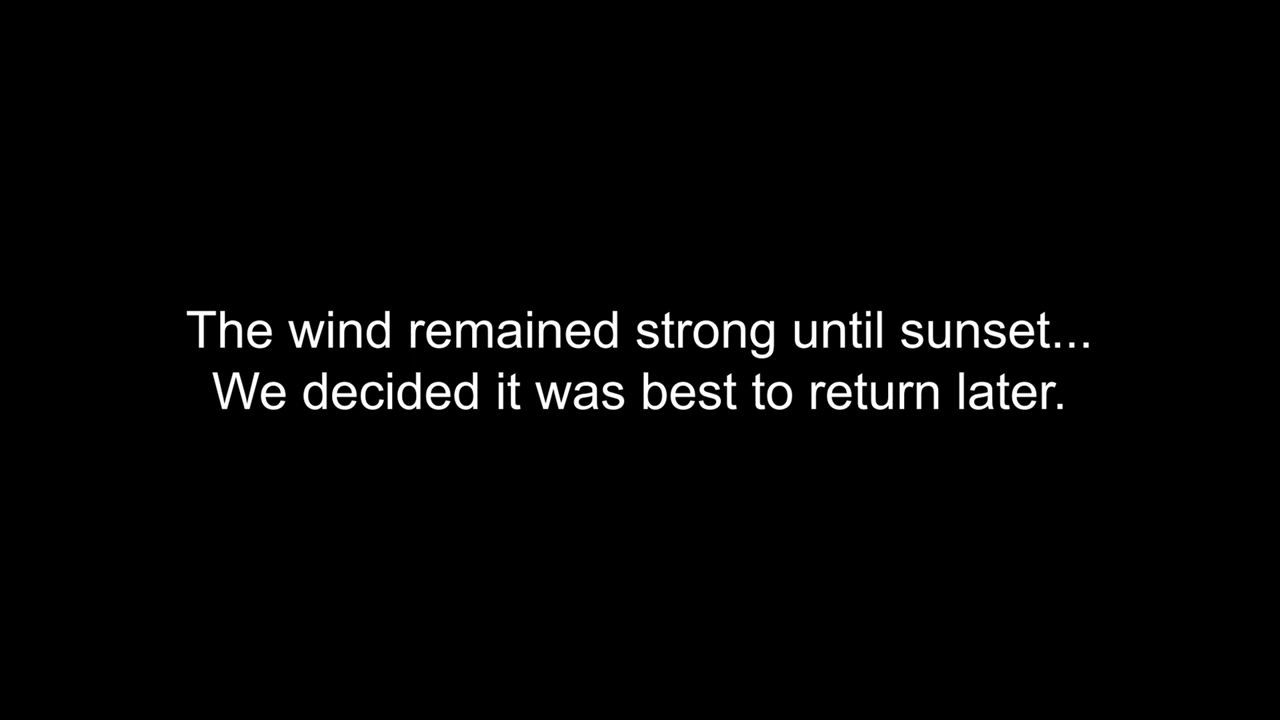 The wind remained strong until sunset...
We decided it was best to return later.